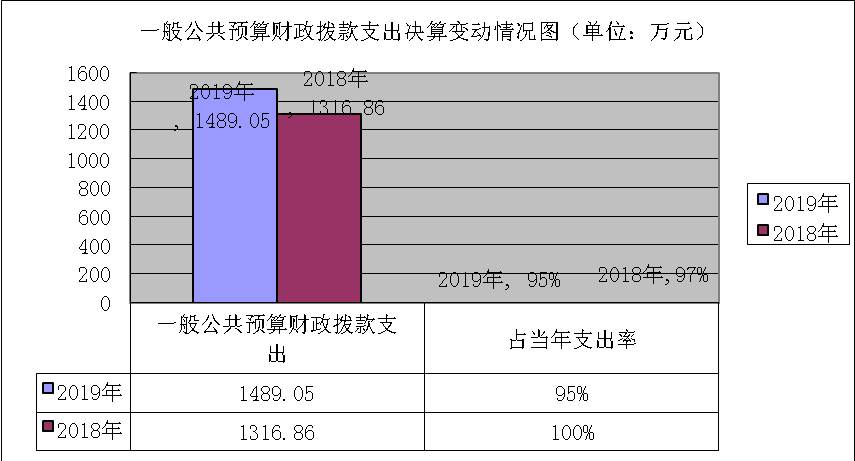 一般公共预算财政拨款支出决算变动情况图（单位：万元）
1600
1400
1200
1000
800
600
400
200
0
2019年
，1489.05
2018年
，1316.86
2019年, 95%
2018年,97%
2019年
2018年
一般公共预算财政拨款支
出
占当年支出率
2019年 1489.05 95%
2018年 1316.86 100%